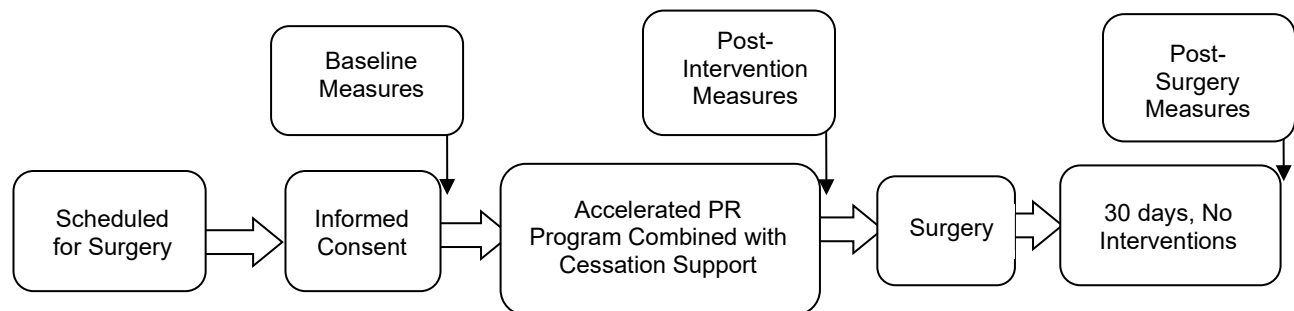 Baseline
Measures
Post-
Intervention
Measures
Post-
Surgery
Measures
Scheduled
for Surgery
Informed
Consent
Accelerated PR
Program Combined with
Cessation Support
Surgery
30 days, No
Interventions